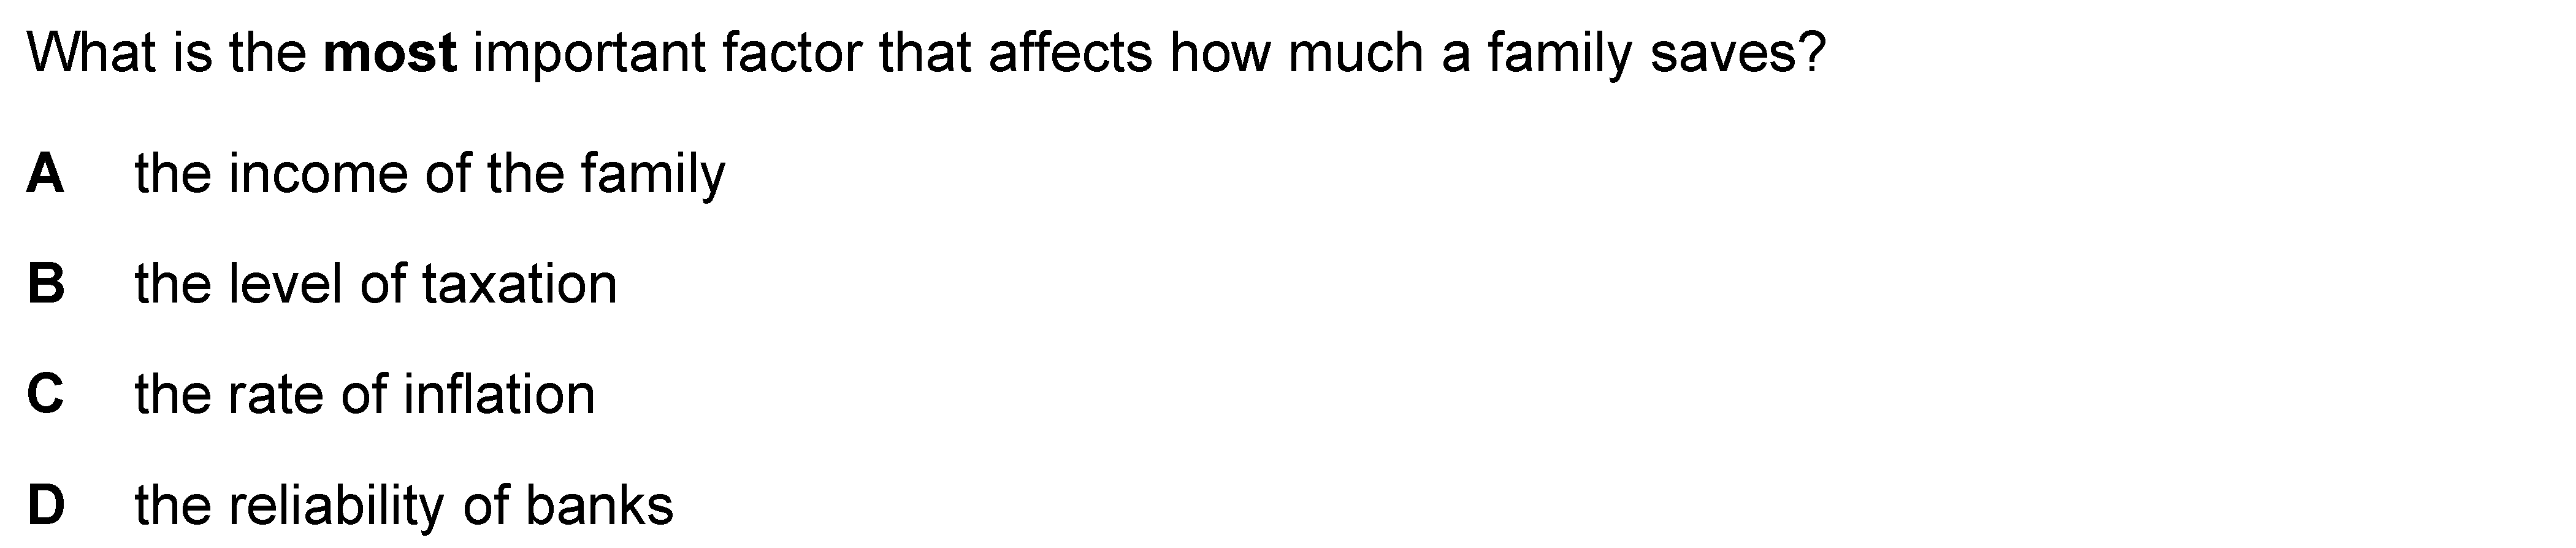 What is the most important factor that affects how much a family saves?
A the income of the family
B the level of taxation
C the rate of inflation
D the reliability of banks